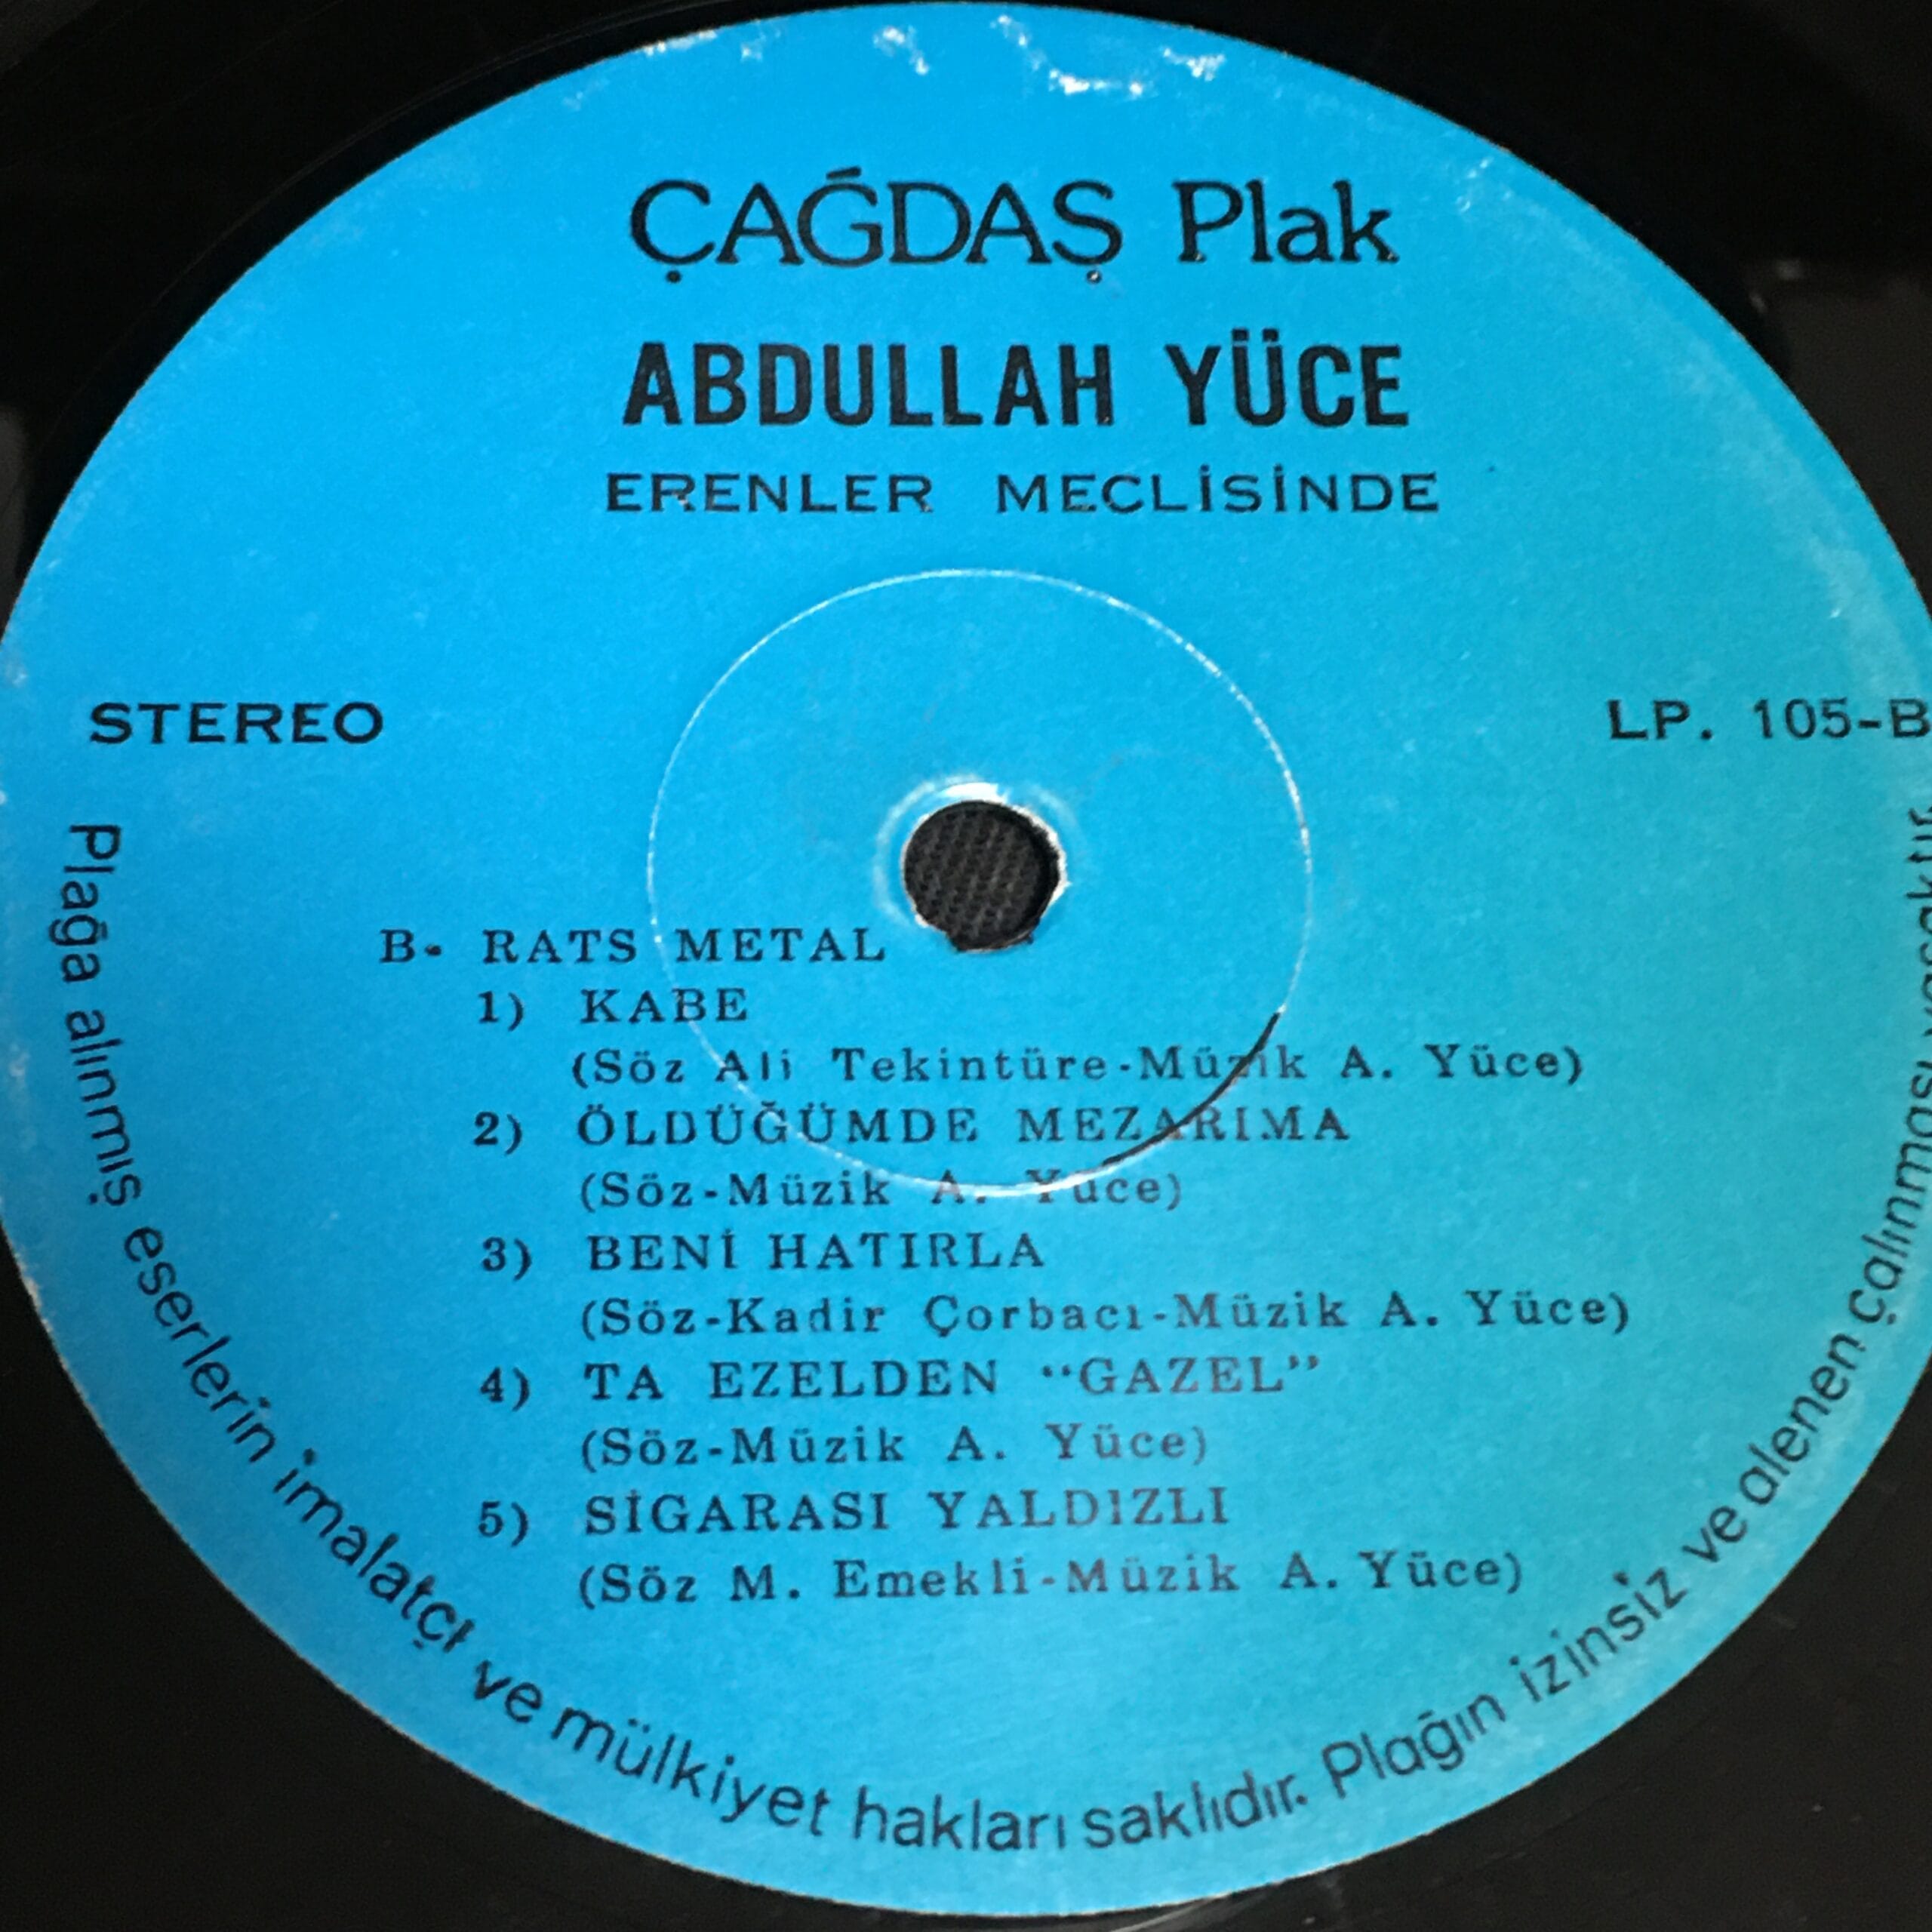 ÇAĞDAŞ Plak
ABDULLAH YÜCE
ERENLER MECLİSİNDE
STEREO
LP. 105-B
B- RATS METAL
1) KABE
(Söz Ali Tekintüre-Müzik A. Yüce)
2) ÖLDÜĞÜMDE MEZARIMA
(Söz-Müzik A. Yüce)
3) BENİ HATIRLA
(Söz-Kadir Çorbacı-Müzik A. Yüce)
4) TA EZELDEN “GAZEL”
(Söz-Müzik A. Yüce)
5) SİGARASI YALDIZLI
(Söz M. Emekli-Müzik A. Yüce)
Plağa alınmış eserlerin imalatçı ve mülkiyet hakları saklıdır. Plağın izinsiz ve alenen çalınması